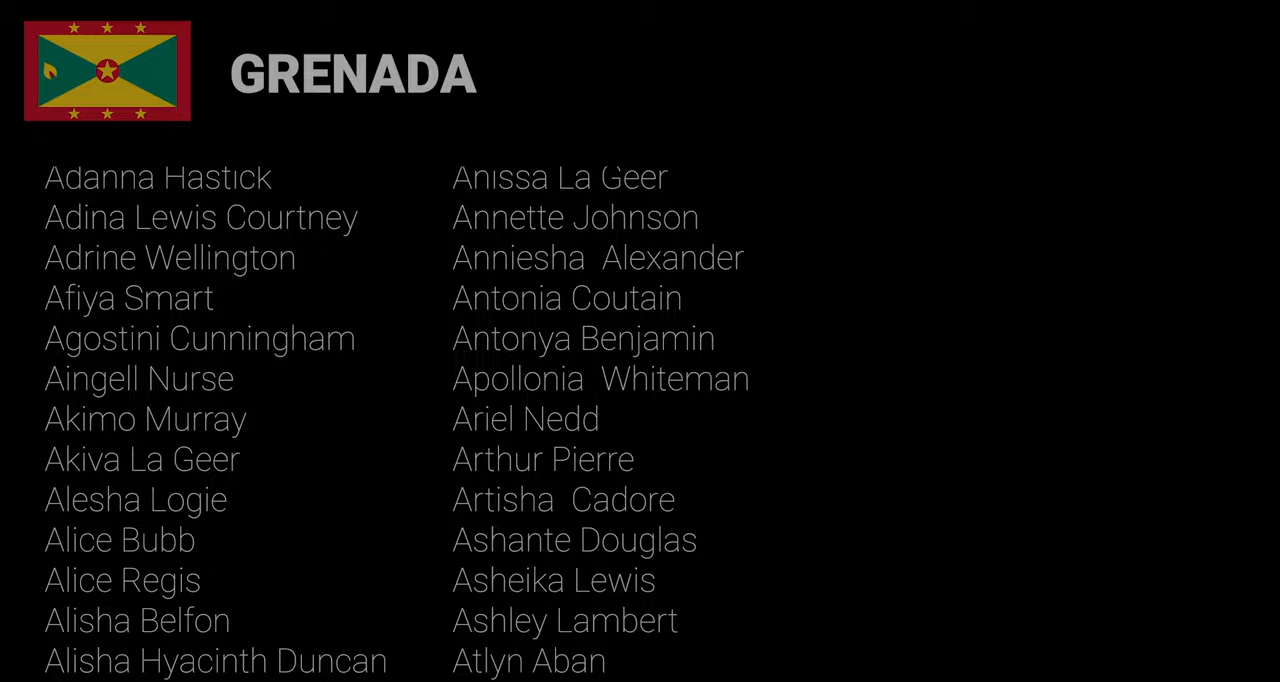 GRENADA
Adanna Hastick
Adina Lewis Courtney
Adrine Wellington
Afiya Smart
Agostini Cunningham
Aingell Nurse
Akimo Murray
Akiva La Geer
Alesha Logie
Alice Bubb
Alice Regis
Alisha Belfon
Alisha Hyacinth Duncan
Anissa La Geer
Annette Johnson
Anniesha  Alexander
Antonia Coutain
Antonya Benjamin
Apollonia  Whiteman
Ariel Nedd
Arthur Pierre
Artisha  Cadore
Ashante Douglas
Asheika Lewis
Ashley Lambert
Atlyn Aban